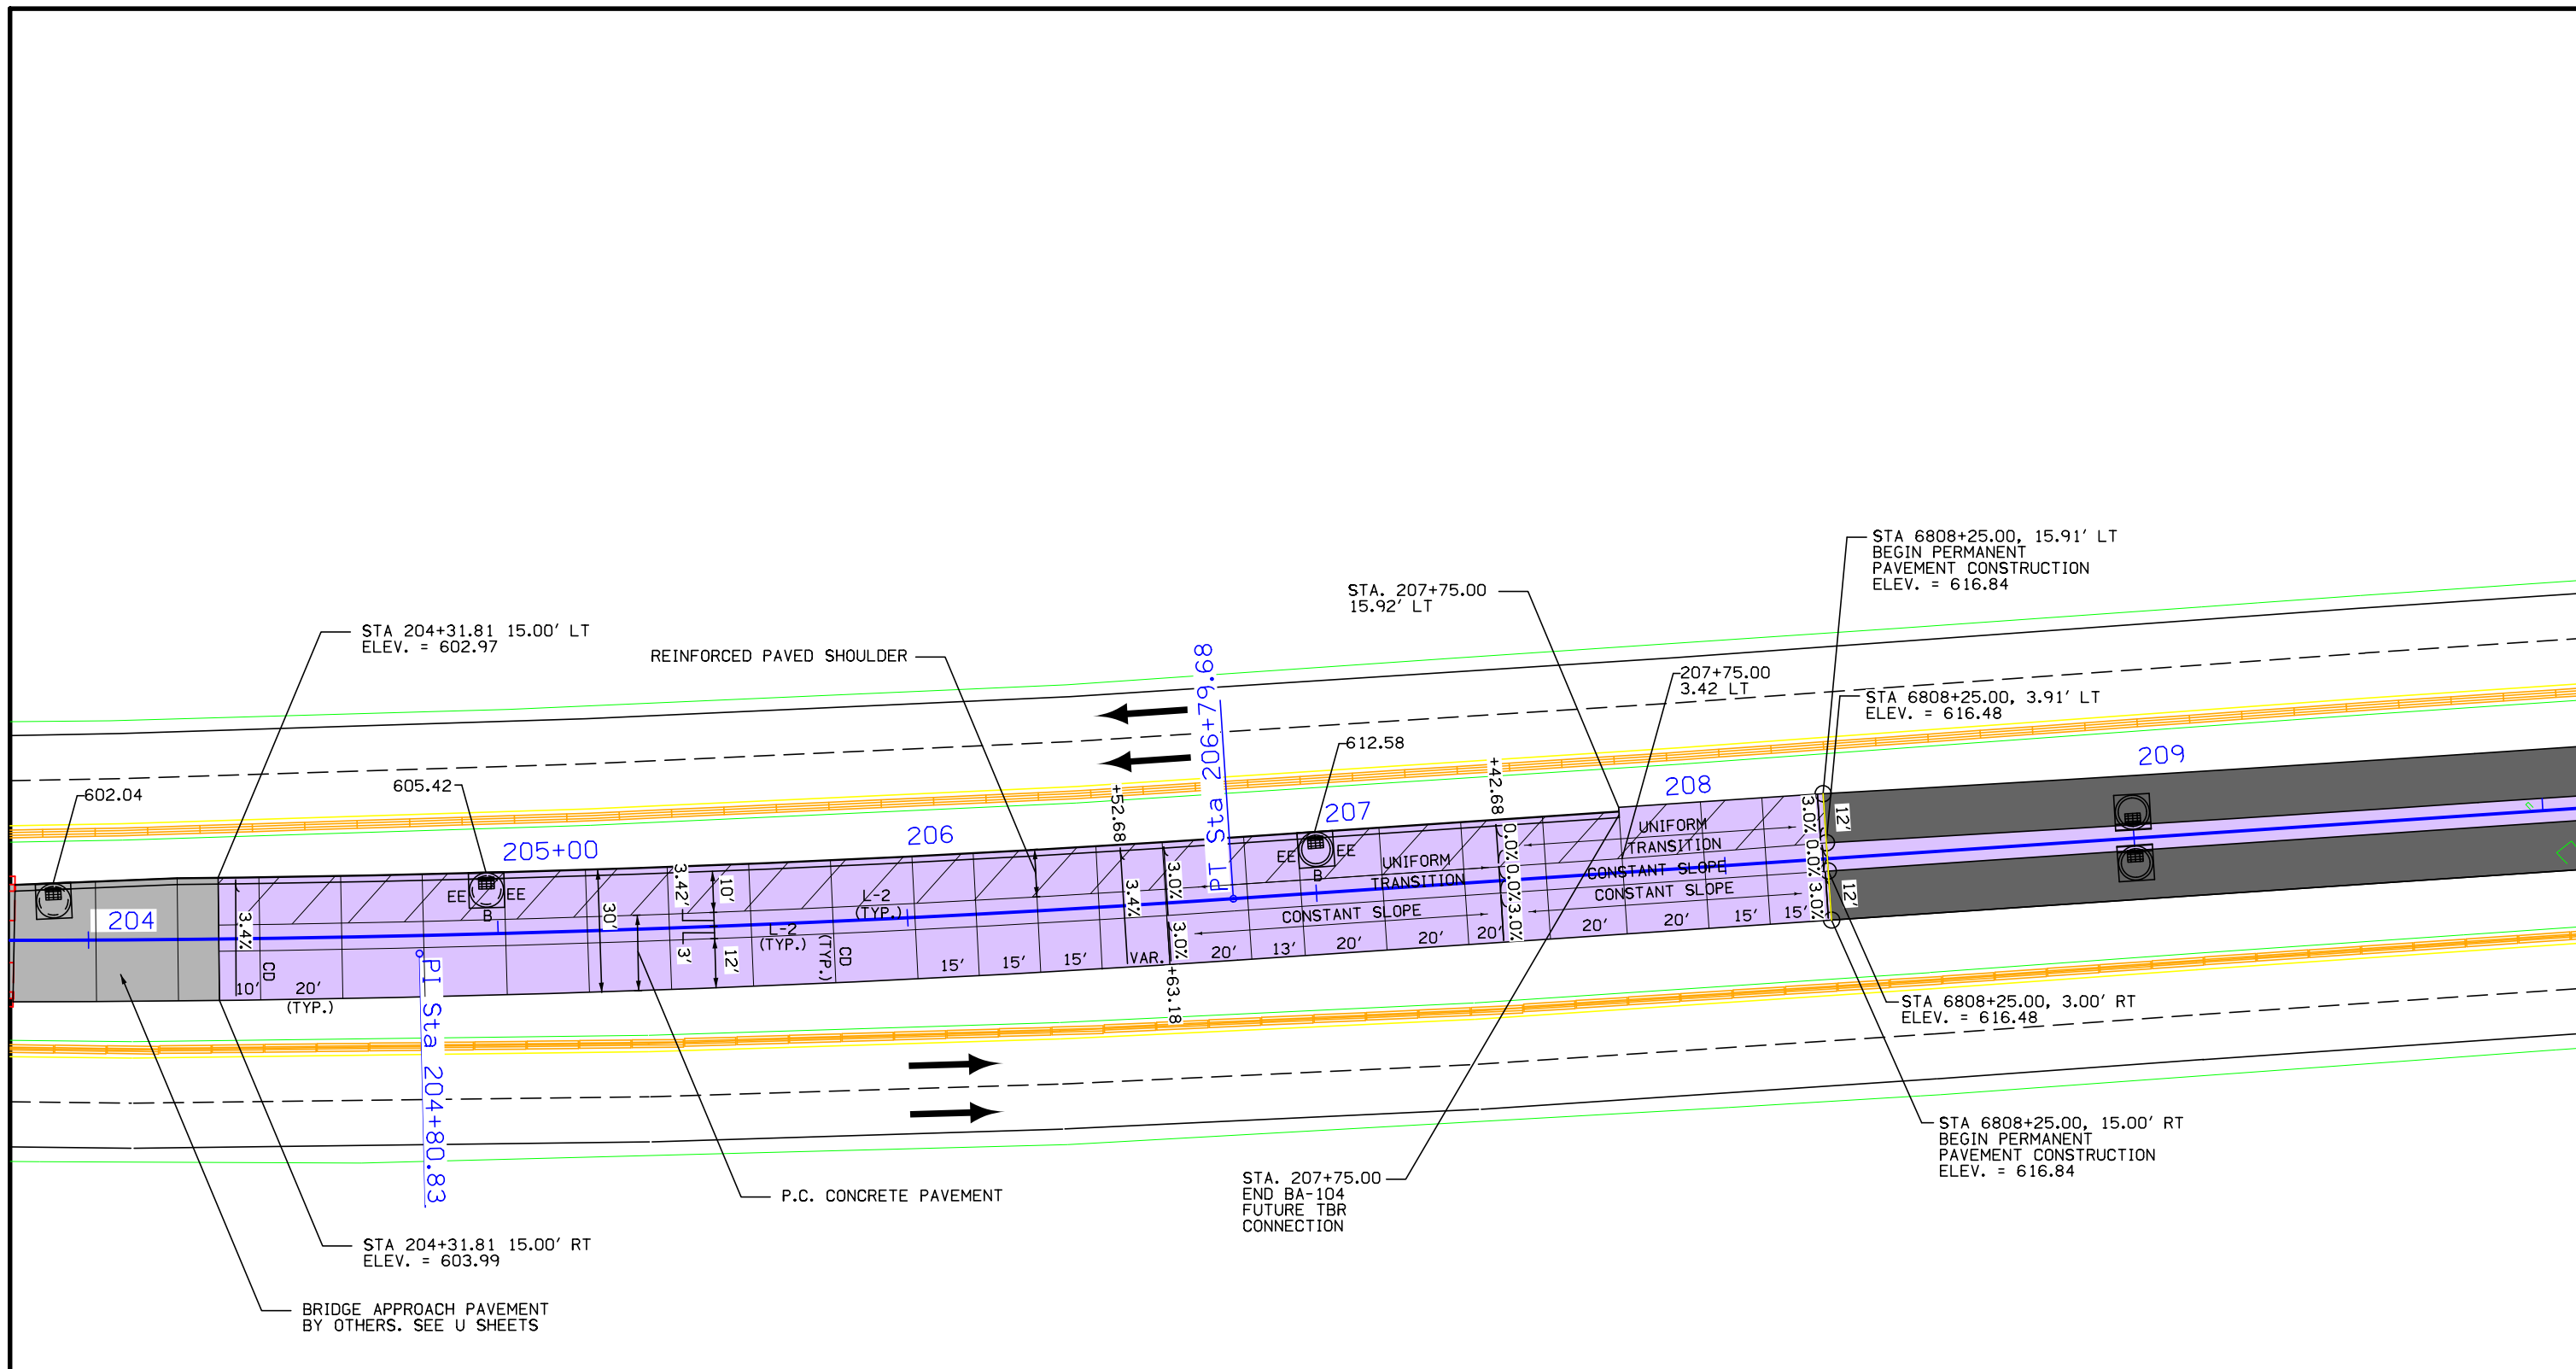 STA 6808+25.00, 15.91' LT
BEGIN PERMANENT
PAVEMENT CONSTRUCTION
ELEV. = 616.84
STA. 207+75.00
15.92' LT
STA 204+31.81 15.00' LT
ELEV. = 602.97
REINFORCED PAVED SHOULDER
PT Sta 206+79.68
207+75.00
3.42 LT
STA 6808+25.00, 3.91' LT
ELEV. = 616.48
612.58
209
+42.68
208
602.04
605.42
+52.68
207
206
205+00
204
3.4%
CD
10'
20'
(TYP.)
EE
EE
B
30'
3.42'
10'
3'
12'
L-2
(TYP.)
L-2
(TYP.)
(TYP.)
CD
15'
15'
15'
VAR.
3.4%
3.0%
3.0%
+63.18
EE
EE
B
UNIFORM
TRANSITION
CONSTANT SLOPE
20'
13'
20'
20'
20'
0.0%
0.0%
3.0%
UNIFORM
TRANSITION
CONSTANT SLOPE
CONSTANT SLOPE
20'
20'
15'
15'
3.0%
0.0%
3.0%
12'
12'
PI Sta 204+80.83
STA 6808+25.00, 3.00' RT
ELEV. = 616.48
STA 6808+25.00, 15.00' RT
BEGIN PERMANENT
PAVEMENT CONSTRUCTION
ELEV. = 616.84
STA. 207+75.00
END BA-104
FUTURE TBR
CONNECTION
P.C. CONCRETE PAVEMENT
STA 204+31.81 15.00' RT
ELEV. = 603.99
BRIDGE APPROACH PAVEMENT
BY OTHERS. SEE U SHEETS